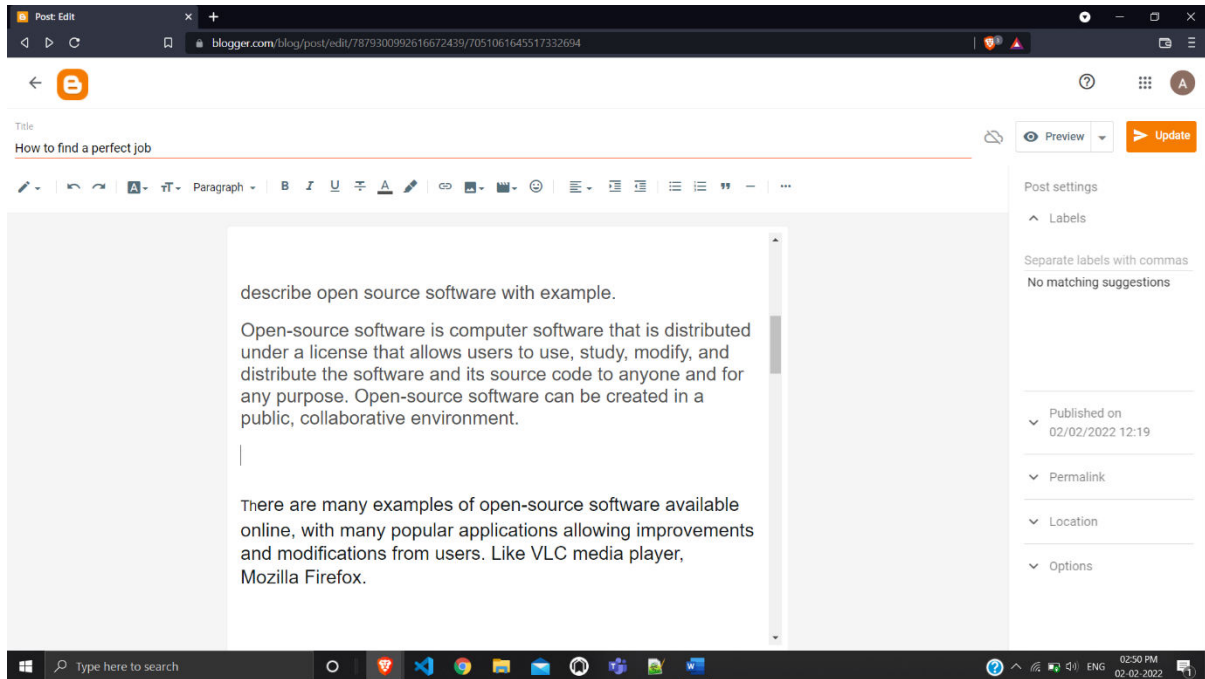 Post: Edit
blogger.com/blog/post/edit/7879300992616672439/7051061645517332694
A
Title
How to find a perfect job
Preview
Update
Paragraph
B I U A
Post settings
Labels
Separate labels with commas
No matching suggestions
Published on
02/02/2022 12:19
Permalink
Location
Options
describe open source software with example.
Open-source software is computer software that is distributed
under a license that allows users to use, study, modify, and
distribute the software and its source code to anyone and for
any purpose. Open-source software can be created in a
public, collaborative environment.
There are many examples of open-source software available
online, with many popular applications allowing improvements
and modifications from users. Like VLC media player,
Mozilla Firefox.
Type here to search
ENG
02:50 PM
02-02-2022